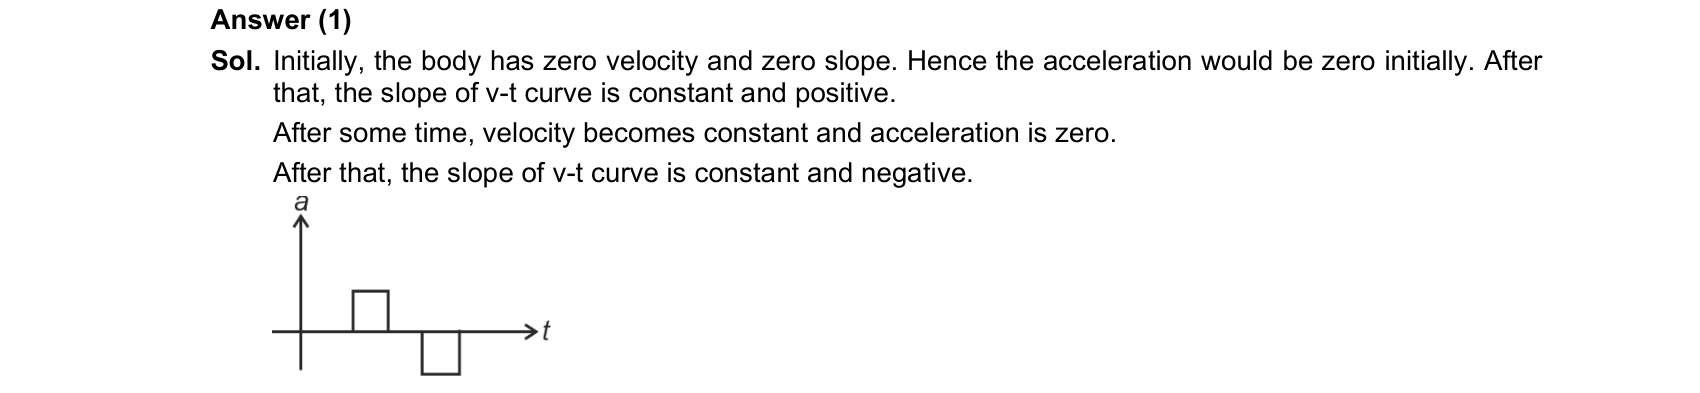 Answer (1)
Sol. Initially, the body has zero velocity and zero slope. Hence the acceleration would be zero initially. After
that, the slope of v-t curve is constant and positive.
After some time, velocity becomes constant and acceleration is zero.
After that, the slope of v-t curve is constant and negative.
a
t